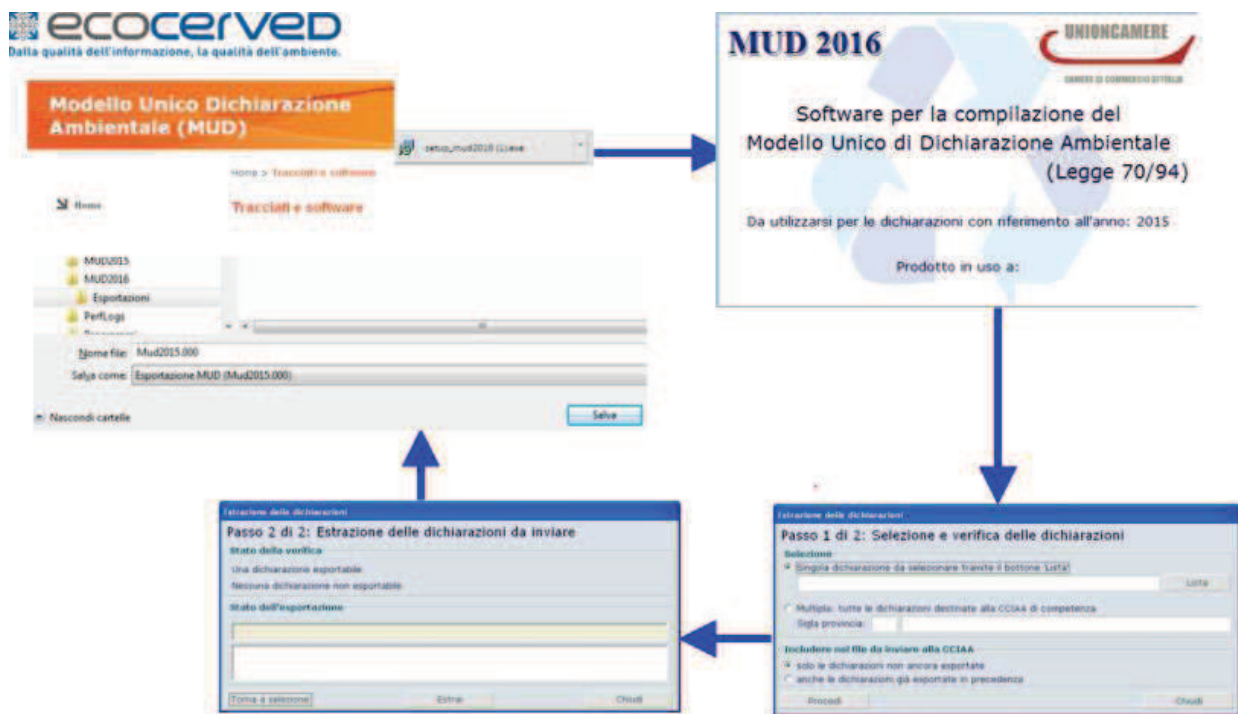 ecocerved
Dalla qualità dell'informazione, la qualità dell'ambiente.
Modello Unico Dichiarazione
Ambientale (MUD)
Home > Tracciati e software
Home
Tracciati e software
MUD2015
MUD2016
Esportazioni
PerfLogs
Nome file: Mud2015.000
Salva come: Esportazione MUD (Mud2015.000)
Nascondi cartelle
Salva
MUD 2016
UNIONCAMERE
CAMERE DI COMMERCIO D'ITALIA
Software per la compilazione del
Modello Unico di Dichiarazione Ambientale
(Legge 70/94)
Da utilizzarsi per le dichiarazioni con riferimento all'anno: 2015
Prodotto in uso a:
Estrazione delle dichiarazioni
Passo 1 di 2: Selezione e verifica delle dichiarazioni
Selezione
Singola dichiarazione da selezionare tramite il bottone 'Lista'
Lista
Multipla: tutte le dichiarazioni destinate alla CCIAA di competenza
Sigla provincia:
Includere nel file da inviare alla CCIAA
solo le dichiarazioni non ancora esportate
anche le dichiarazioni già esportate in precedenza
Procedi
Chiudi
Estrazione delle dichiarazioni
Passo 2 di 2: Estrazione delle dichiarazioni da inviare
Stato della verifica
Una dichiarazione esportabile
Nessuna dichiarazione non esportabile
Stato dell'esportazione
Torna a selezione
Estrai
Chiudi